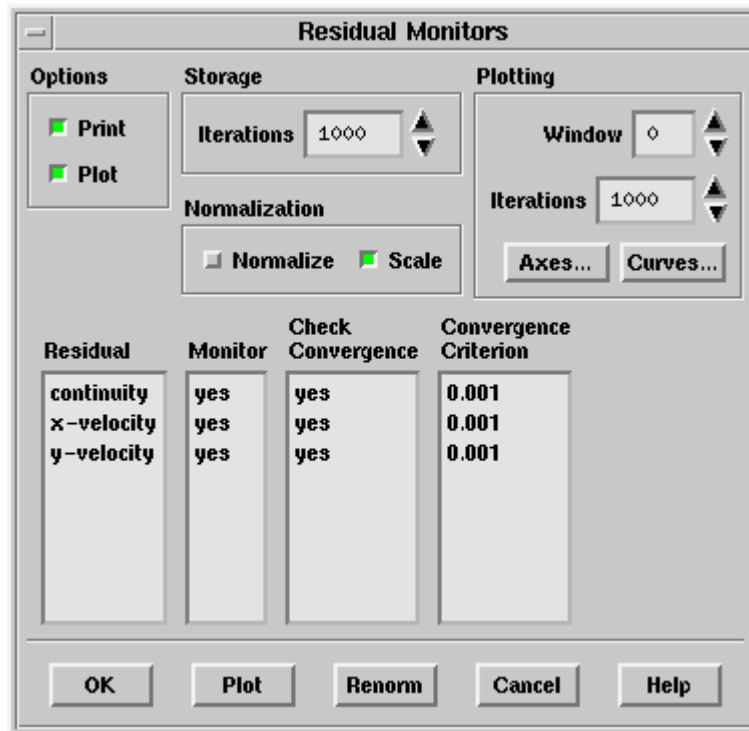 Residual Monitors
Options
Print
Plot
Storage
Iterations 1000
Normalization
Normalize Scale
Plotting
Window 0
Iterations 1000
Axes... Curves...
Residual Monitor Check Convergence Convergence Criterion
continuity yes yes 0.001
x-velocity yes yes 0.001
y-velocity yes yes 0.001
OK Plot Renorm Cancel Help